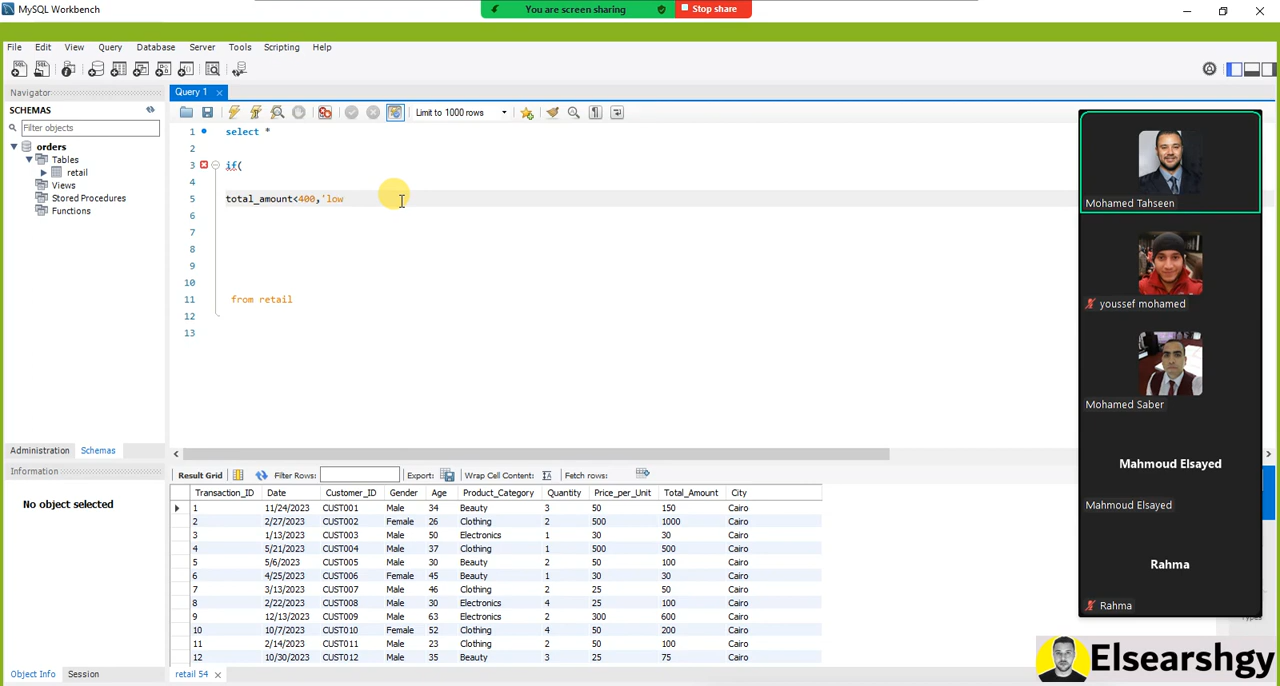 MySQL Workbench
You are screen sharing
Stop share
File Edit View Query Database Server Tools Scripting Help
Navigator
SCHEMAS
Filter objects
orders
Tables
retail
Views
Stored Procedures
Functions
Administration Schemas
Information
No object selected
Object Info Session
Query 1
Limit to 1000 rows
1 select *
2
3 if(
4
5 total_amount<400,'low
6
7
8
9
10
11 from retail
12
13
Result Grid Filter Rows: Export: Wrap Cell Content: Fetch rows:
Transaction_ID Date Customer_ID Gender Age Product_Category Quantity Price_per_Unit Total_Amount City
1 11/24/2023 CUST001 Male 34 Beauty 3 50 150 Cairo
2 2/27/2023 CUST002 Female 26 Clothing 2 500 1000 Cairo
3 1/13/2023 CUST003 Male 50 Electronics 1 30 30 Cairo
4 5/21/2023 CUST004 Male 37 Clothing 1 500 500 Cairo
5 5/6/2023 CUST005 Male 30 Beauty 2 50 100 Cairo
6 4/25/2023 CUST006 Female 45 Beauty 1 30 30 Cairo
7 3/13/2023 CUST007 Male 46 Clothing 2 25 50 Cairo
8 2/22/2023 CUST008 Male 30 Electronics 4 25 100 Cairo
9 12/13/2023 CUST009 Male 63 Electronics 2 300 600 Cairo
10 10/7/2023 CUST010 Female 52 Clothing 4 50 200 Cairo
11 2/14/2023 CUST011 Male 23 Clothing 2 50 100 Cairo
12 10/30/2023 CUST012 Male 35 Beauty 3 25 75 Cairo
retail 54
Mohamed Tahseen
youssef mohamed
Mohamed Saber
Mahmoud Elsayed
Mahmoud Elsayed
Rahma
Rahma
Elsearshgy